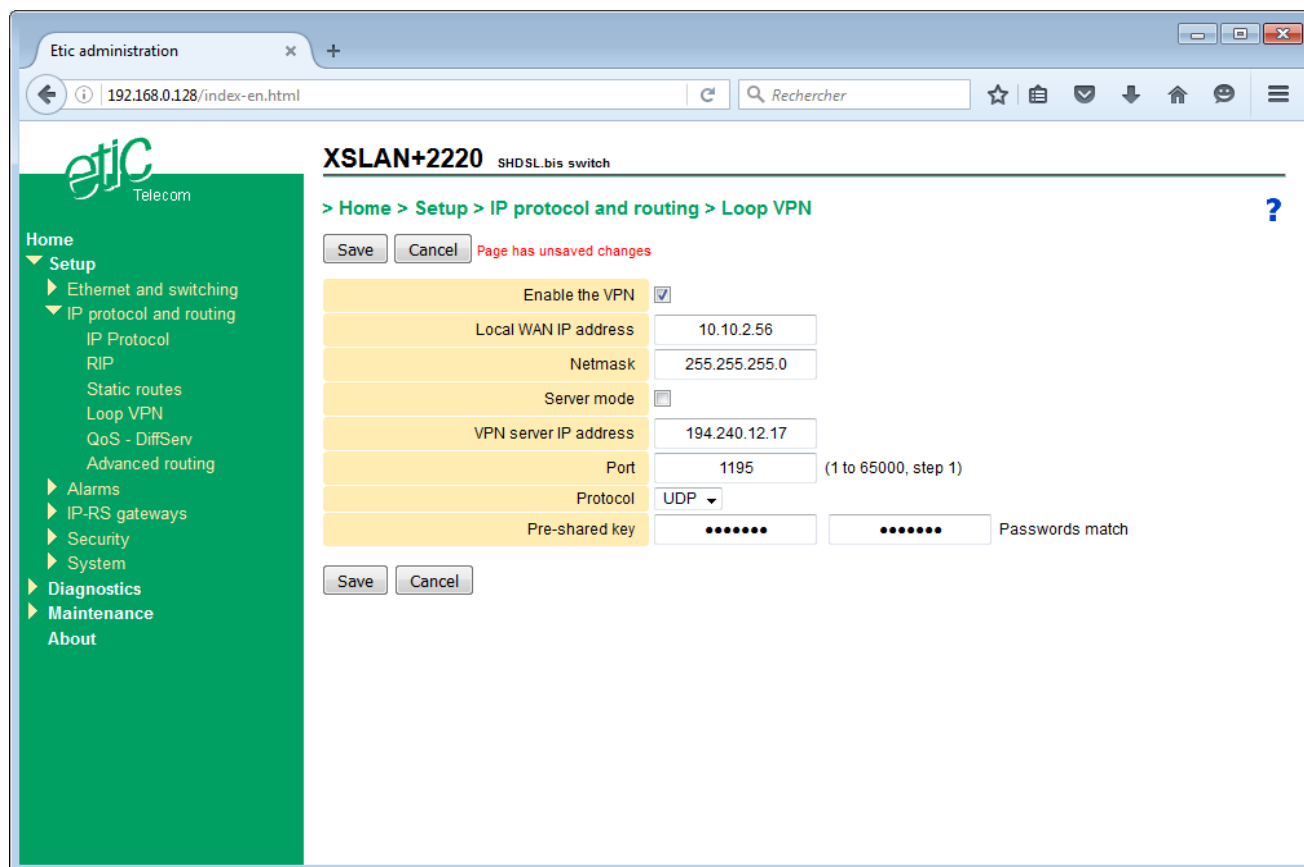 Etic administration
192.168.0.128/index-en.html
Rechercher
etic
Telecom
XSLAN+2220 SHDSL.bis switch
> Home > Setup > IP protocol and routing > Loop VPN
?
Home
Setup
Ethernet and switching
IP protocol and routing
IP Protocol
RIP
Static routes
Loop VPN
QoS - DiffServ
Advanced routing
Alarms
IP-RS gateways
Security
System
Diagnostics
Maintenance
About
Save Cancel Page has unsaved changes
Enable the VPN
Local WAN IP address 10.10.2.56
Netmask 255.255.255.0
Server mode
VPN server IP address 194.240.12.17
Port 1195 (1 to 65000, step 1)
Protocol UDP
Pre-shared key ●●●●●●● ●●●●●●● Passwords match
Save Cancel